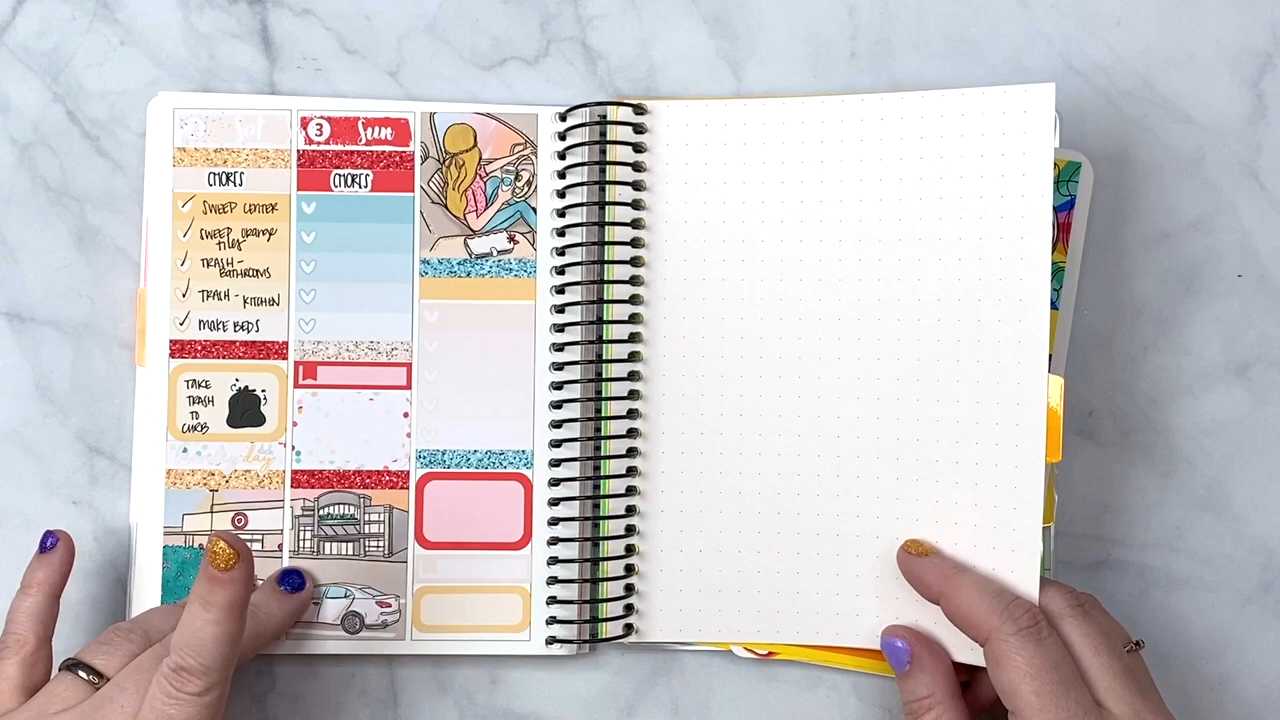 Sat
3 Sun
CHORES
CHORES
SWEEP CENTER
SWEEP ORANGE
tiles
TRASH -
BATHROOMS
TRASH - KITCHEN
MAKE BEDS
TAKE
TRASH
TO
CURB
day